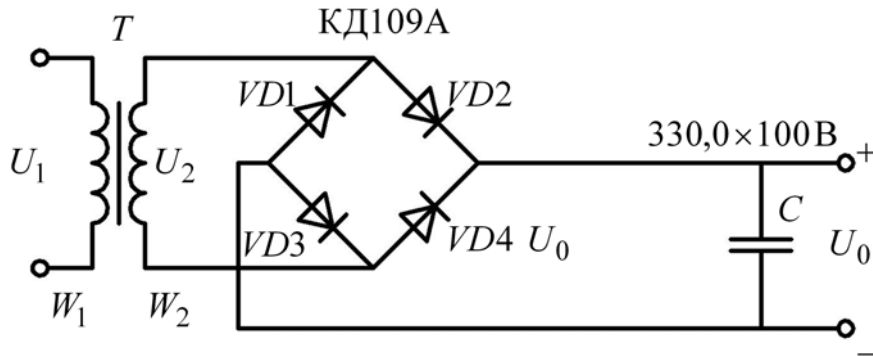 T
КД109А
VD1
VD2
330,0×100В
+
U1
U2
C
VD3
VD4 U0
U0
W1
W2
−